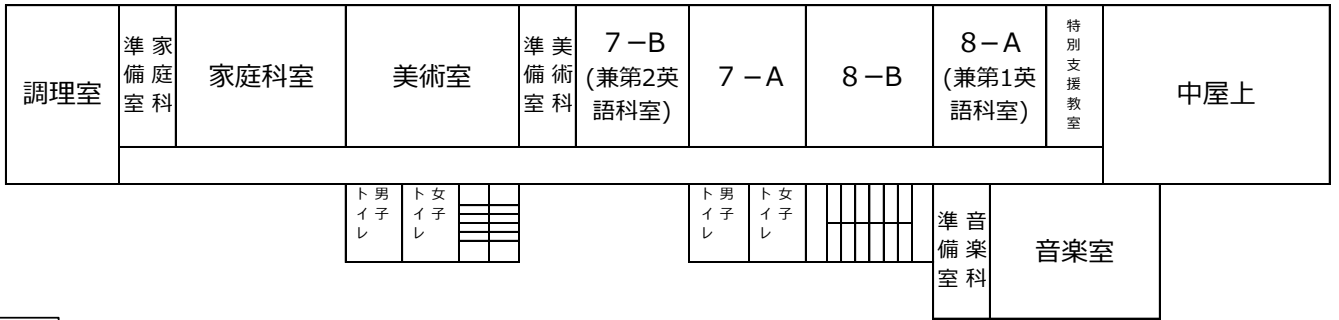 調理室
家庭科
準備室
家庭科室
美術室
美術科
準備室
7－B
(兼第2英
語科室)
7－A
8－B
8－A
(兼第1英
語科室)
特別支援教室
中屋上
男子
トイレ
女子
トイレ
男子
トイレ
女子
トイレ
音楽科
準備室
音楽室